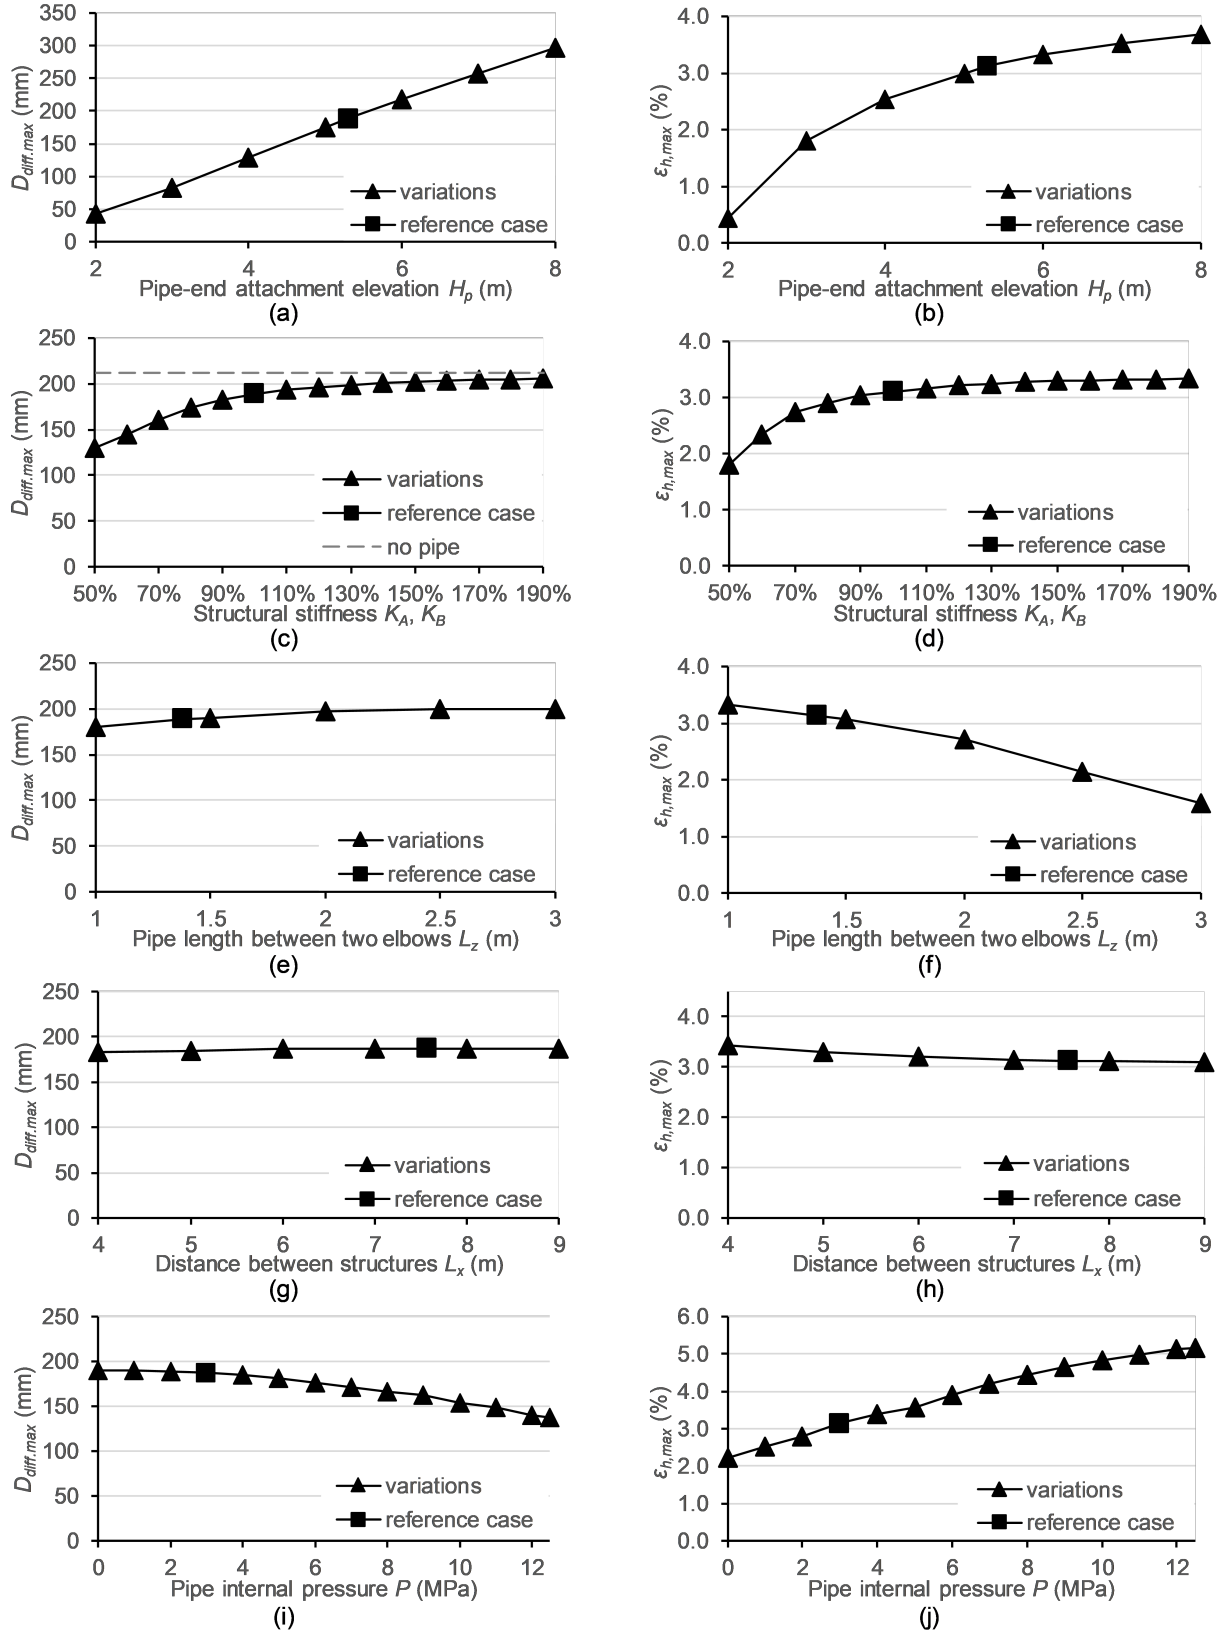 350
300
250
200
150
100
50
0
D_diff.max (mm)
variations
reference case
2 4 6 8
Pipe-end attachment elevation H_p (m)
(a)
4.0
3.0
2.0
1.0
0.0
ε_h,max (%)
variations
reference case
2 4 6 8
Pipe-end attachment elevation H_p (m)
(b)
250
200
150
100
50
0
D_diff.max (mm)
variations
reference case
no pipe
50% 70% 90% 110% 130% 150% 170% 190%
Structural stiffness K_A, K_B
(c)
4.0
3.0
2.0
1.0
0.0
ε_h,max (%)
variations
reference case
50% 70% 90% 110% 130% 150% 170% 190%
Structural stiffness K_A, K_B
(d)
250
200
150
100
50
0
D_diff.max (mm)
variations
reference case
1 1.5 2 2.5 3
Pipe length between two elbows L_z (m)
(e)
4.0
3.0
2.0
1.0
0.0
ε_h,max (%)
variations
reference case
1 1.5 2 2.5 3
Pipe length between two elbows L_z (m)
(f)
250
200
150
100
50
0
D_diff.max (mm)
variations
reference case
4 5 6 7 8 9
Distance between structures L_x (m)
(g)
4.0
3.0
2.0
1.0
0.0
ε_h,max (%)
variations
reference case
4 5 6 7 8 9
Distance between structures L_x (m)
(h)
250
200
150
100
50
0
D_diff.max (mm)
variations
reference case
0 2 4 6 8 10 12
Pipe internal pressure P (MPa)
(i)
6.0
5.0
4.0
3.0
2.0
1.0
0.0
ε_h,max (%)
variations
reference case
0 2 4 6 8 10 12
Pipe internal pressure P (MPa)
(j)